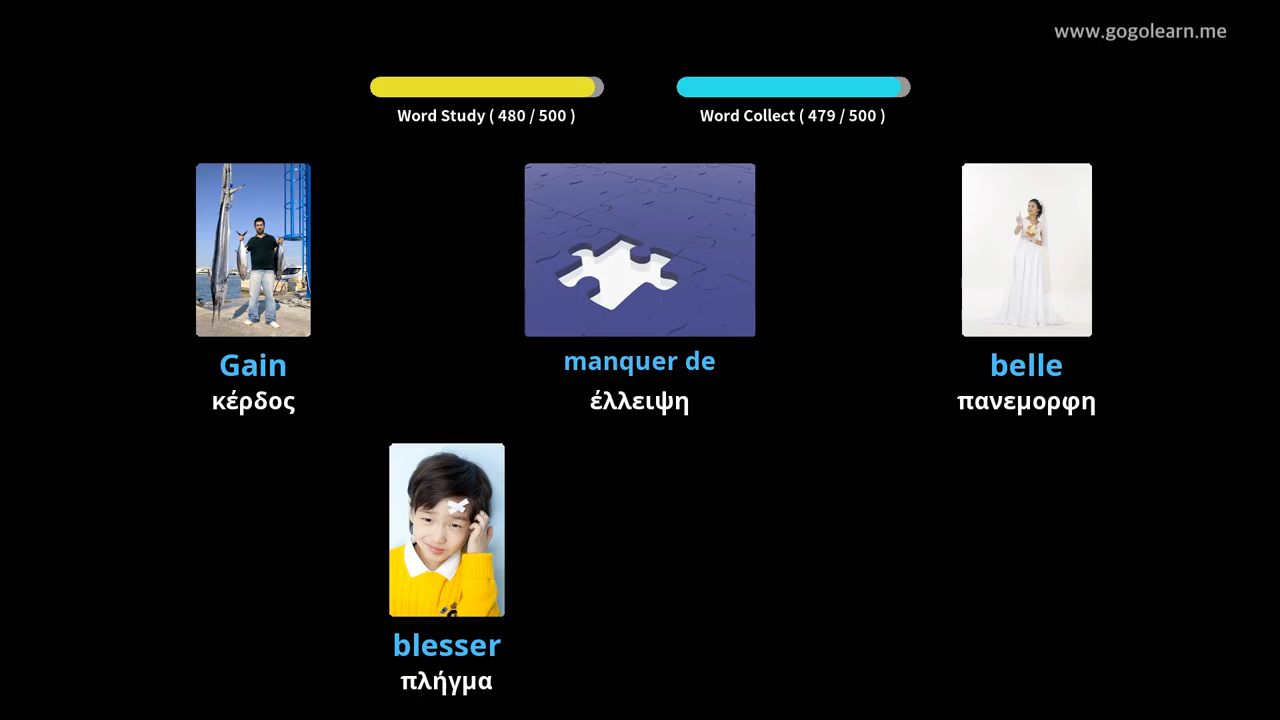 www.gogolearn.me
Word Study ( 480 / 500 )
Word Collect ( 479 / 500 )
Gain
κέρδος
manquer de
έλλειψη
belle
πανεμορφη
blesser
πλήγμα